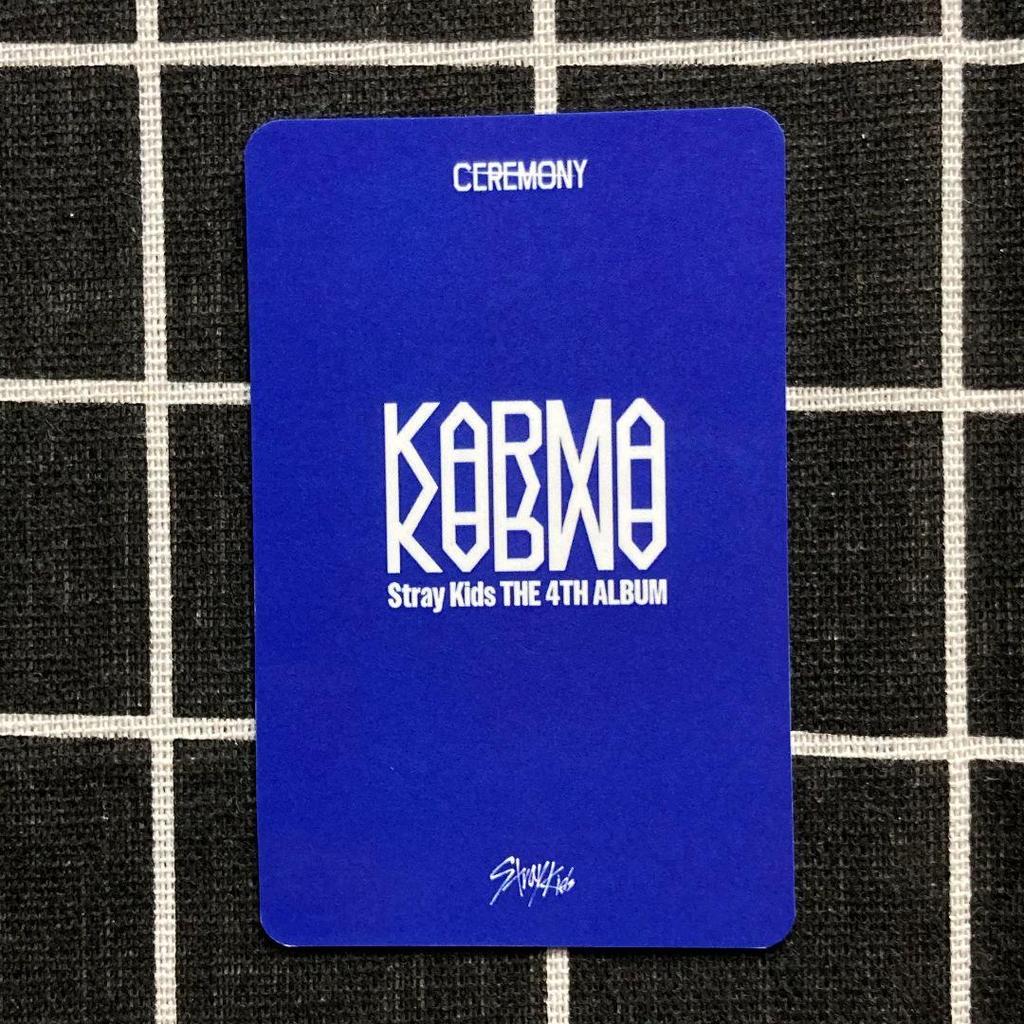 CEREMONY
KARMA
Stray Kids THE 4TH ALBUM
Stray Kids